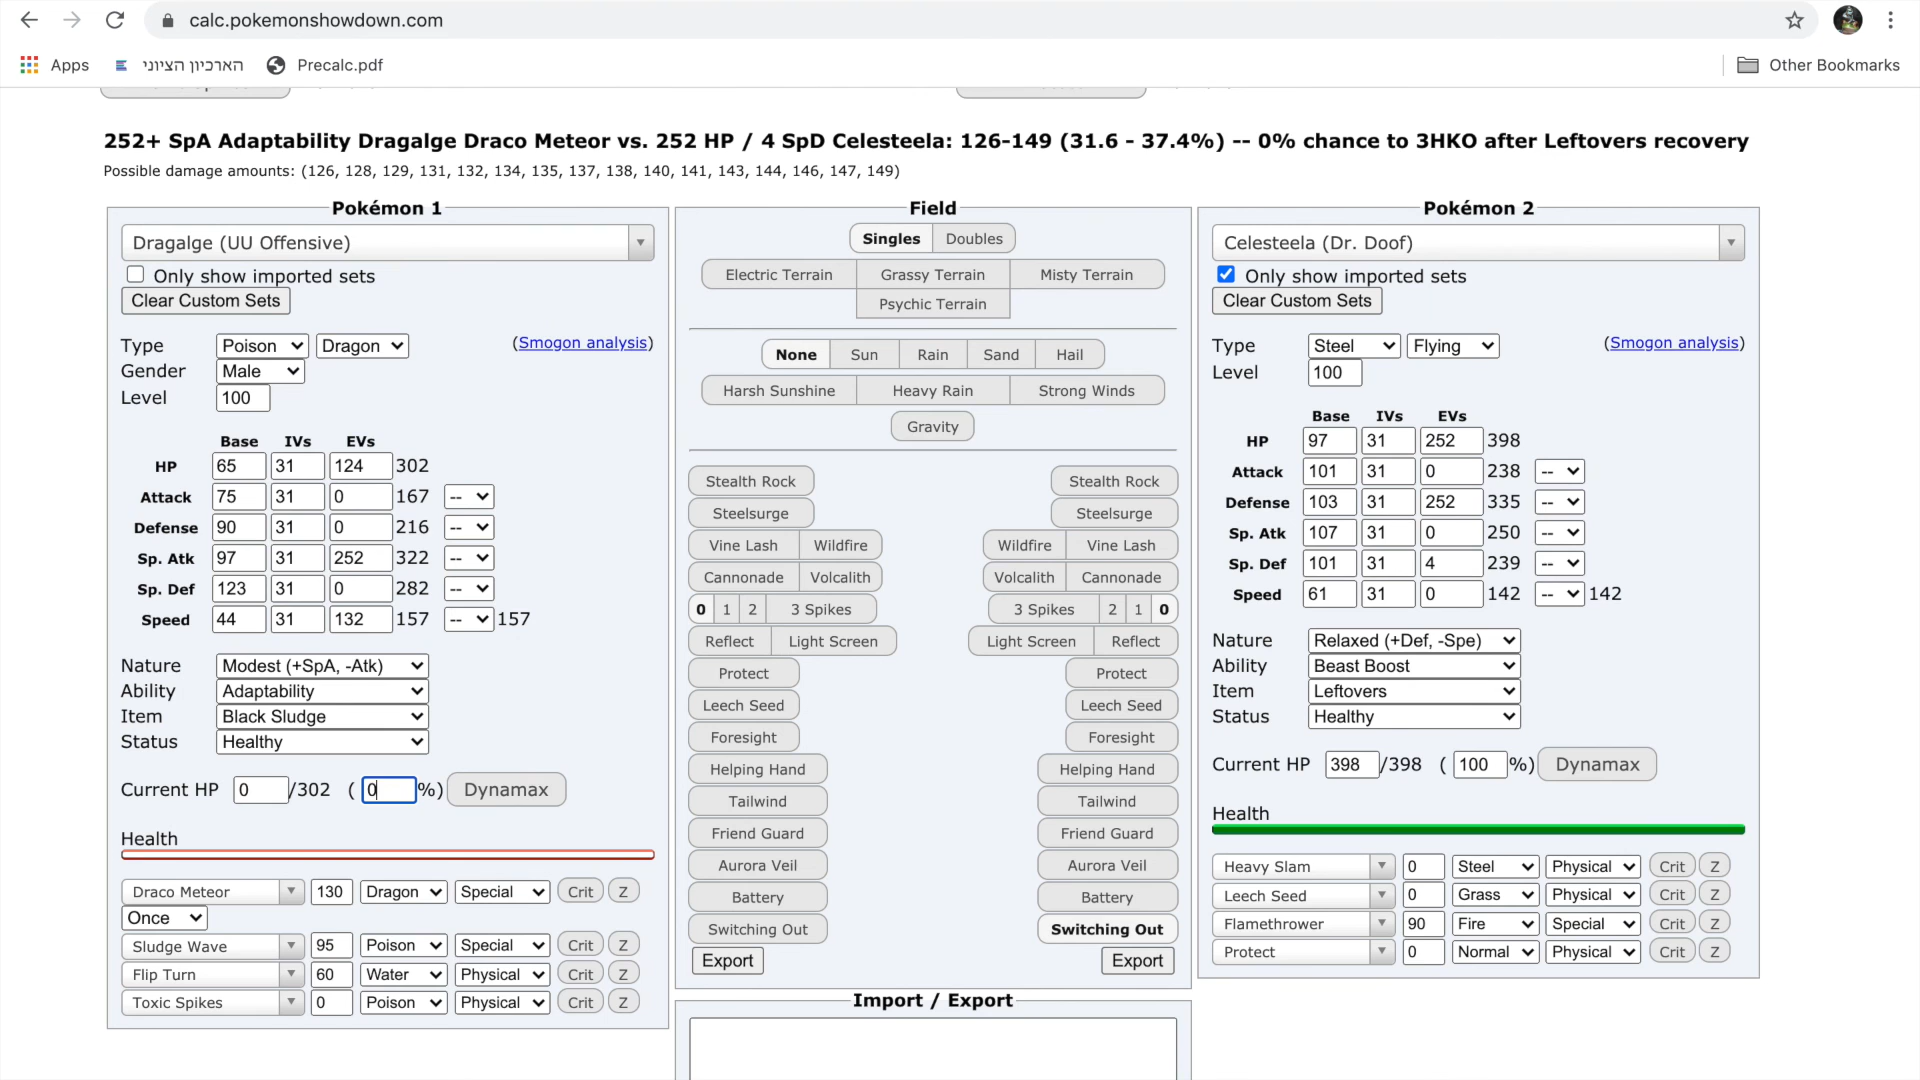 calc.pokemonshowdown.com
Apps הארכיון הציוני Precalc.pdf Other Bookmarks
252+ SpA Adaptability Dragalge Draco Meteor vs. 252 HP / 4 SpD Celesteela: 126-149 (31.6 - 37.4%) -- 0% chance to 3HKO after Leftovers recovery
Possible damage amounts: (126, 128, 129, 131, 132, 134, 135, 137, 138, 140, 141, 143, 144, 146, 147, 149)
Pokémon 1
Dragalge (UU Offensive)
Only show imported sets
Clear Custom Sets
Type Poison Dragon (Smogon analysis)
Gender Male
Level 100
Base IVs EVs
HP 65 31 124 302
Attack 75 31 0 167 --
Defense 90 31 0 216 --
Sp. Atk 97 31 252 322 --
Sp. Def 123 31 0 282 --
Speed 44 31 132 157 -- 157
Nature Modest (+SpA, -Atk)
Ability Adaptability
Item Black Sludge
Status Healthy
Current HP 0 /302 ( 0 %) Dynamax
Health
Draco Meteor 130 Dragon Special Crit Z
Once
Sludge Wave 95 Poison Special Crit Z
Flip Turn 60 Water Physical Crit Z
Toxic Spikes 0 Poison Physical Crit Z
Field
Singles Doubles
Electric Terrain Grassy Terrain Misty Terrain
Psychic Terrain
None Sun Rain Sand Hail
Harsh Sunshine Heavy Rain Strong Winds
Gravity
Stealth Rock Stealth Rock
Steelsurge Steelsurge
Vine Lash Wildfire Wildfire Vine Lash
Cannonade Volcalith Volcalith Cannonade
0 1 2 3 Spikes 3 Spikes 2 1 0
Reflect Light Screen Light Screen Reflect
Protect Protect
Leech Seed Leech Seed
Foresight Foresight
Helping Hand Helping Hand
Tailwind Tailwind
Friend Guard Friend Guard
Aurora Veil Aurora Veil
Battery Battery
Switching Out Switching Out
Export Export
Import / Export
Pokémon 2
Celesteela (Dr. Doof)
Only show imported sets
Clear Custom Sets
Type Steel Flying (Smogon analysis)
Level 100
Base IVs EVs
HP 97 31 252 398
Attack 101 31 0 238 --
Defense 103 31 252 335 --
Sp. Atk 107 31 0 250 --
Sp. Def 101 31 4 239 --
Speed 61 31 0 142 -- 142
Nature Relaxed (+Def, -Spe)
Ability Beast Boost
Item Leftovers
Status Healthy
Current HP 398 /398 ( 100 %) Dynamax
Health
Heavy Slam 0 Steel Physical Crit Z
Leech Seed 0 Grass Physical Crit Z
Flamethrower 90 Fire Special Crit Z
Protect 0 Normal Physical Crit Z